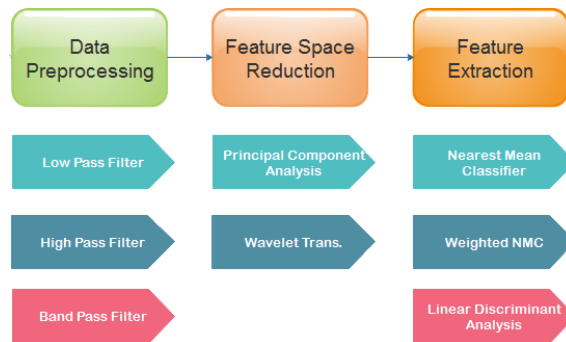 Data
Preprocessing
Feature Space
Reduction
Feature
Extraction
Low Pass Filter
Principal Component
Analysis
Nearest Mean
Classifier
High Pass Filter
Wavelet Trans.
Weighted NMC
Band Pass Filter
Linear Discriminant
Analysis